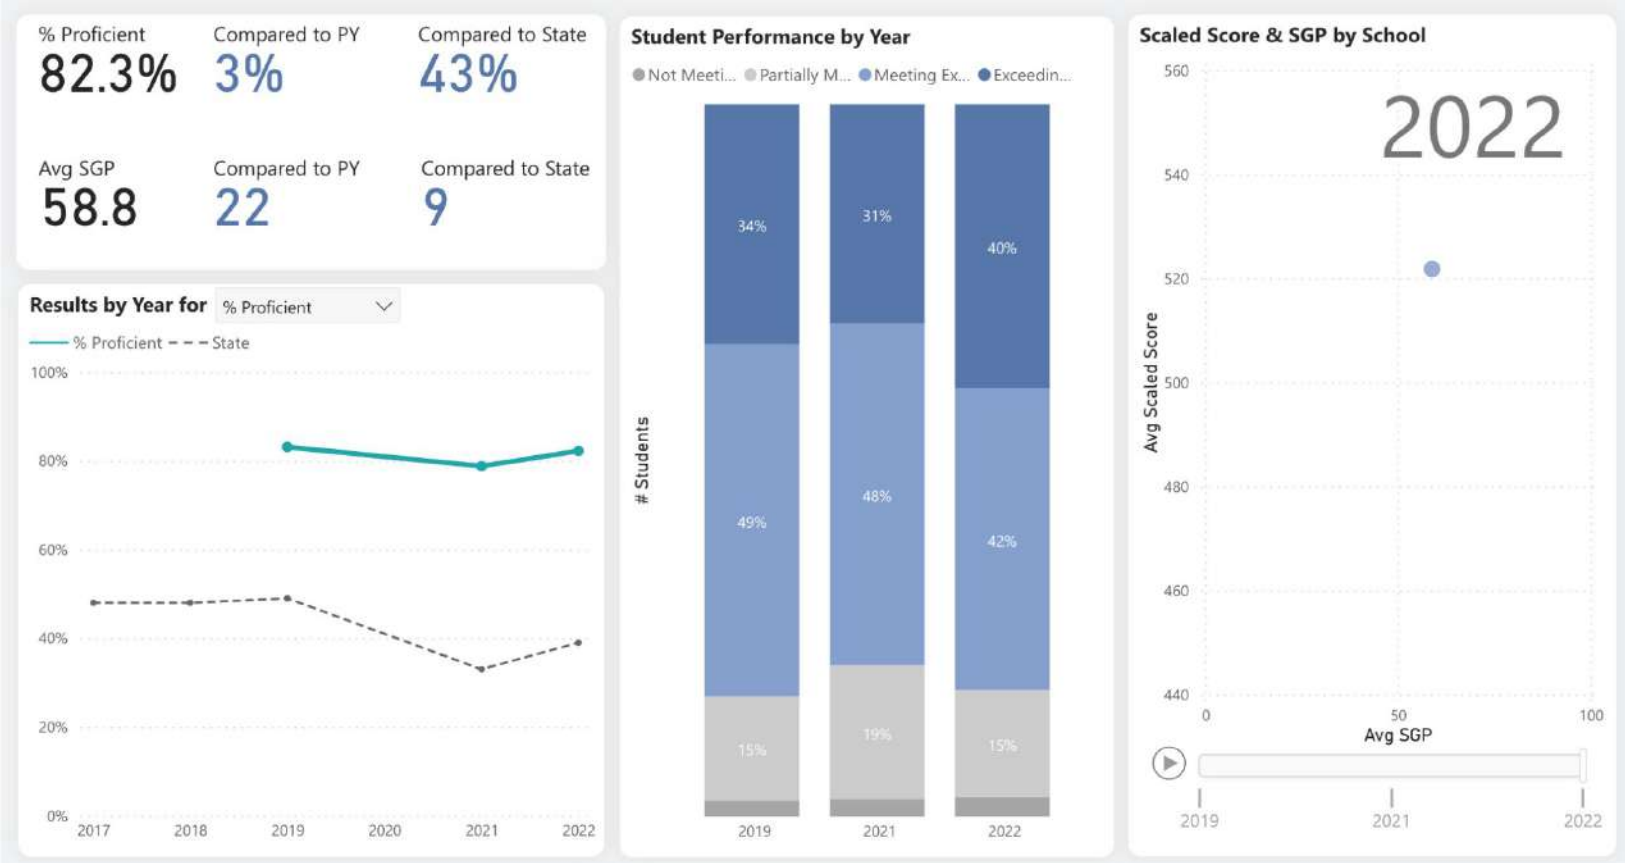 % Proficient Compared to PY Compared to State
82.3% 3% 43%
Avg SGP Compared to PY Compared to State
58.8 22 9
Results by Year for % Proficient
% Proficient State
100%
80%
60%
40%
20%
0%
2017 2018 2019 2020 2021 2022
Student Performance by Year
Not Meeti... Partially M... Meeting Ex... Exceedin...
# Students
34% 31% 40%
49% 48% 42%
15% 19% 15%
2019 2021 2022
Scaled Score & SGP by School
2022
Avg Scaled Score
560
540
520
500
480
460
440
0 50 100
Avg SGP
2019 2021 2022